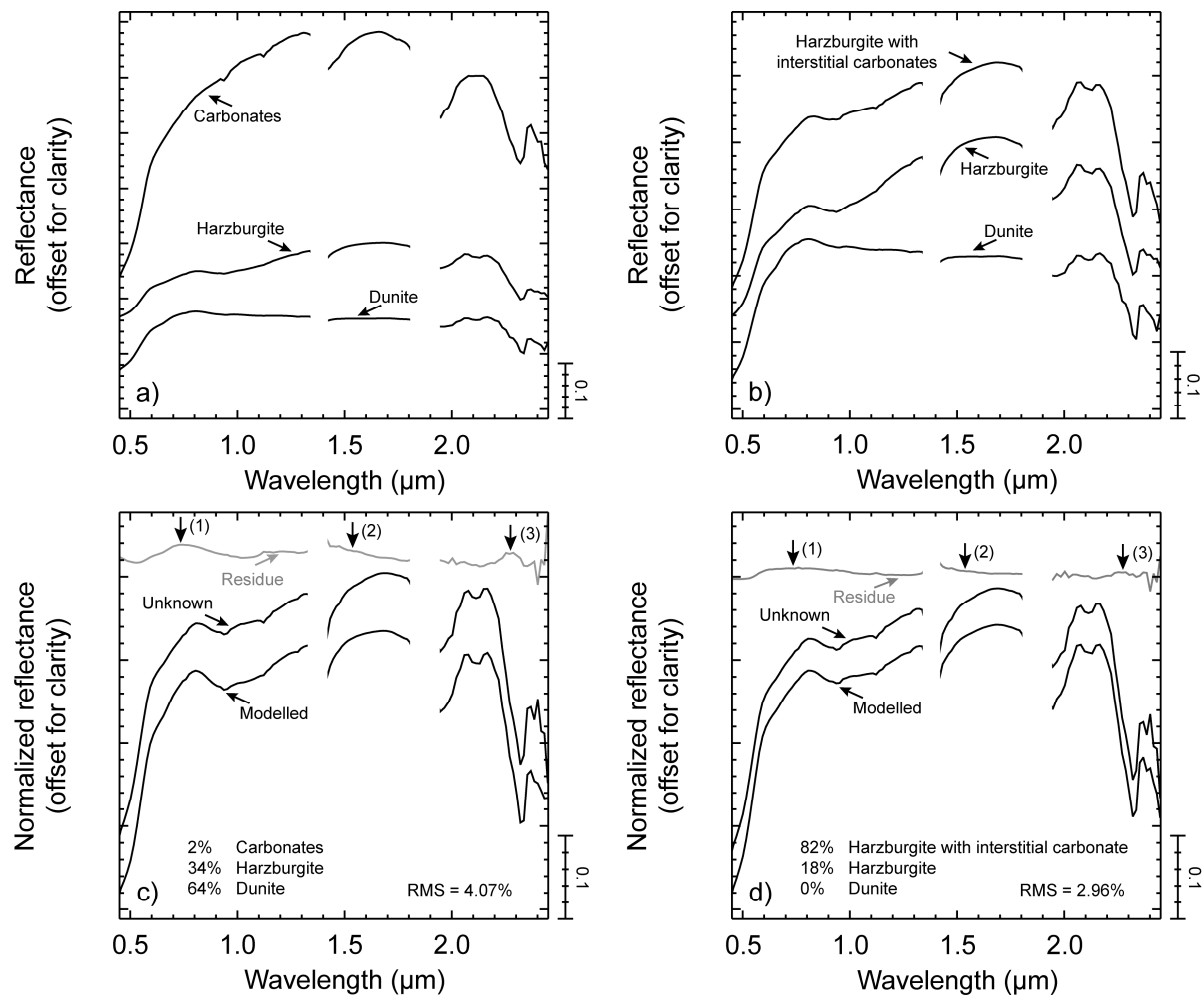 Reflectance
(offset for clarity)
Carbonates
Harzburgite
Dunite
a)
0.1
0.5 1.0 1.5 2.0
Wavelength (µm)
Reflectance
(offset for clarity)
Harzburgite with
interstitial carbonates
Harzburgite
Dunite
b)
0.1
0.5 1.0 1.5 2.0
Wavelength (µm)
Normalized reflectance
(offset for clarity)
(1) (2) (3)
Residue
Unknown
Modelled
2% Carbonates
34% Harzburgite
64% Dunite
RMS = 4.07%
c)
0.1
0.5 1.0 1.5 2.0
Wavelength (µm)
Normalized reflectance
(offset for clarity)
(1) (2) (3)
Residue
Unknown
Modelled
82% Harzburgite with interstitial carbonate
18% Harzburgite
0% Dunite
RMS = 2.96%
d)
0.1
0.5 1.0 1.5 2.0
Wavelength (µm)